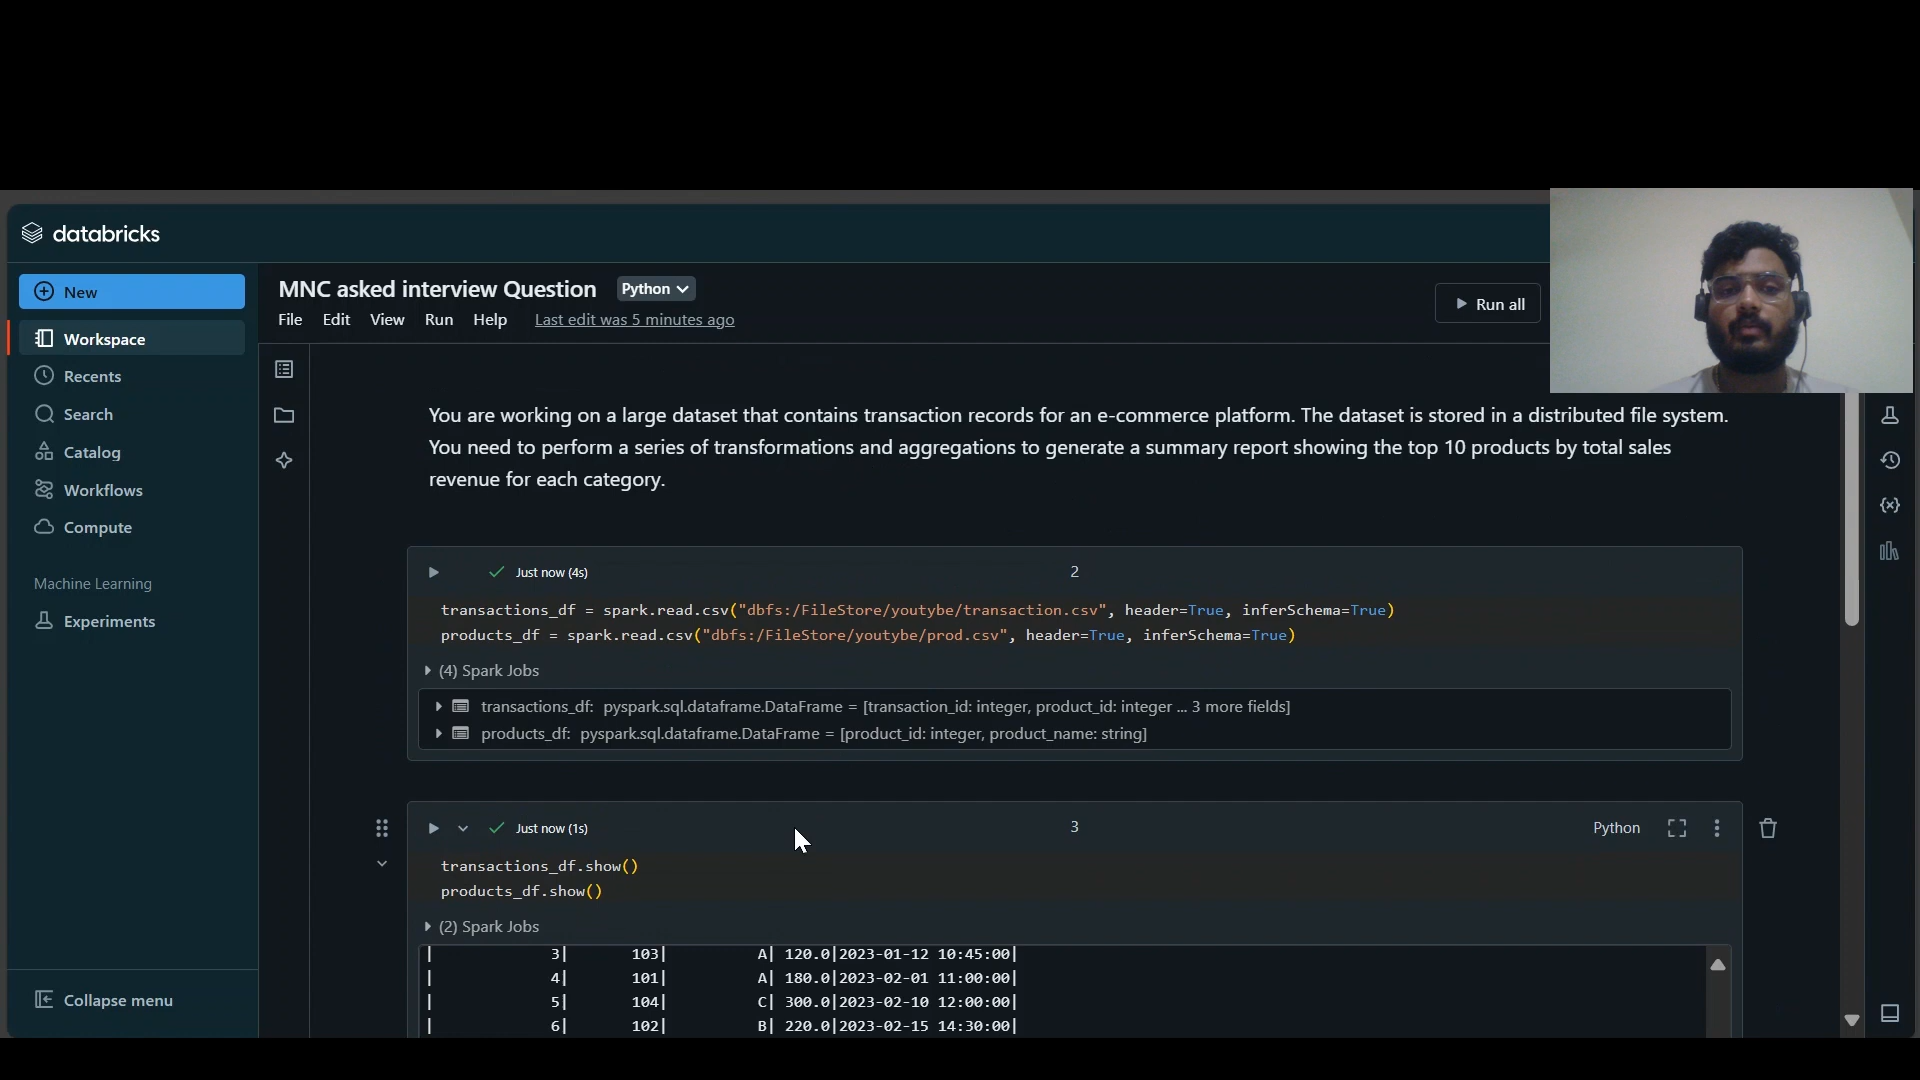 databricks
New
Workspace
Recents
Search
Catalog
Workflows
Compute
Machine Learning
Experiments
Collapse menu
MNC asked interview Question Python
File Edit View Run Help Last edit was 5 minutes ago
Run all
You are working on a large dataset that contains transaction records for an e-commerce platform. The dataset is stored in a distributed file system.
You need to perform a series of transformations and aggregations to generate a summary report showing the top 10 products by total sales
revenue for each category.
Just now (4s) 2
transactions_df = spark.read.csv("dbfs:/FileStore/youtybe/transaction.csv", header=True, inferSchema=True)
products_df = spark.read.csv("dbfs:/FileStore/youtybe/prod.csv", header=True, inferSchema=True)
(4) Spark Jobs
transactions_df: pyspark.sql.dataframe.DataFrame = [transaction_id: integer, product_id: integer ... 3 more fields]
products_df: pyspark.sql.dataframe.DataFrame = [product_id: integer, product_name: string]
Just now (1s) 3 Python
transactions_df.show()
products_df.show()
(2) Spark Jobs
| 3| 103| A| 120.0|2023-01-12 10:45:00|
| 4| 101| A| 180.0|2023-02-01 11:00:00|
| 5| 104| C| 300.0|2023-02-10 12:00:00|
| 6| 102| B| 220.0|2023-02-15 14:30:00|